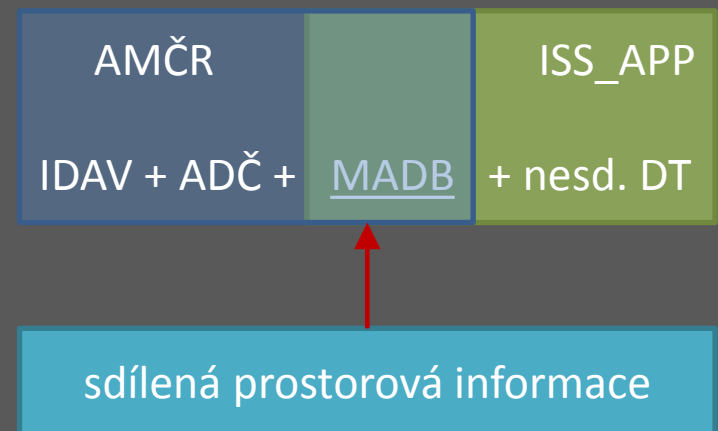 AMČR ISS_APP
IDAV + ADČ + MADB + nesd. DT
sdílená prostorová informace